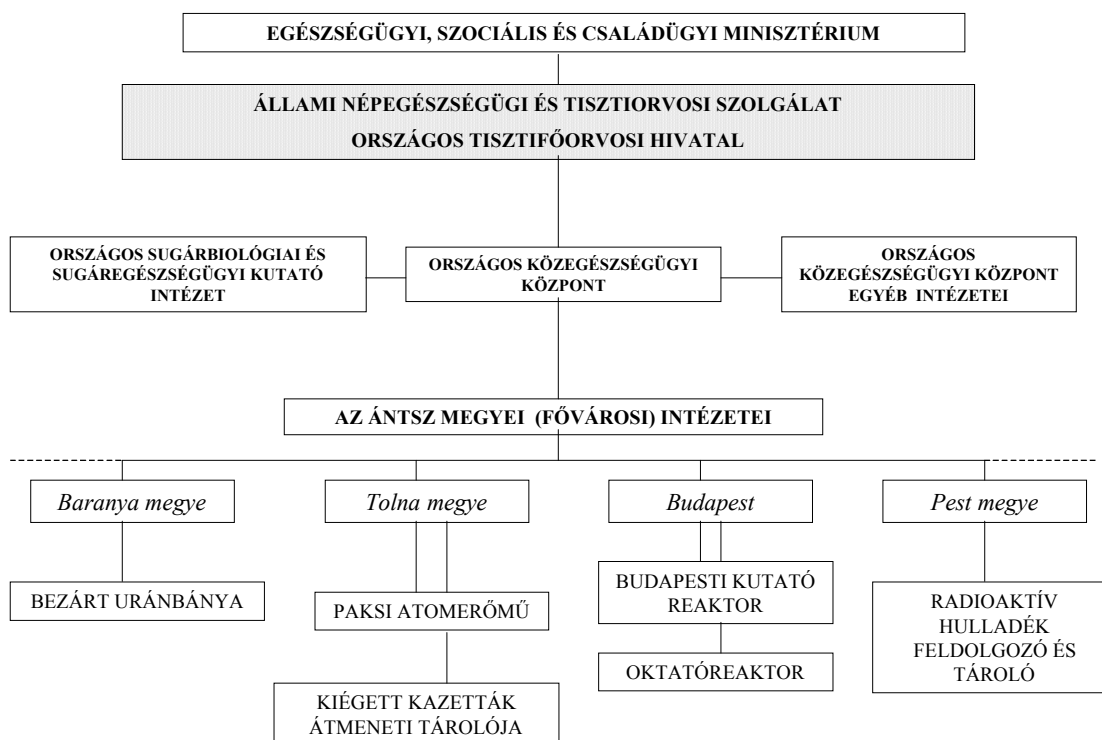 EGÉSZSÉGÜGYI, SZOCIÁLIS ÉS CSALÁDÜGYI MINISZTÉRIUM
ÁLLAMI NÉPEGÉSZSÉGÜGI ÉS TISZTIORVOSI SZOLGÁLAT
ORSZÁGOS TISZTIFŐORVOSI HIVATAL
ORSZÁGOS SUGÁRBIOLÓGIAI ÉS
SUGÁREGÉSZSÉGÜGYI KUTATÓ
INTÉZET
ORSZÁGOS KÖZEGÉSZSÉGÜGYI
KÖZPONT
ORSZÁGOS
KÖZEGÉSZSÉGÜGYI KÖZPONT
EGYÉB INTÉZETEI
AZ ÁNTSZ MEGYEI (FŐVÁROSI) INTÉZETEI
Baranya megye
Tolna megye
Budapest
Pest megye
BEZÁRT URÁNBÁNYA
PAKSI ATOMERŐMŰ
BUDAPESTI KUTATÓ
REAKTOR
RADIOAKTÍV
HULLADÉK
FELDOLGOZÓ ÉS
TÁROLÓ
KIÉGETT KAZETTÁK
ÁTMENETI TÁROLÓJA
OKTATÓREAKTOR